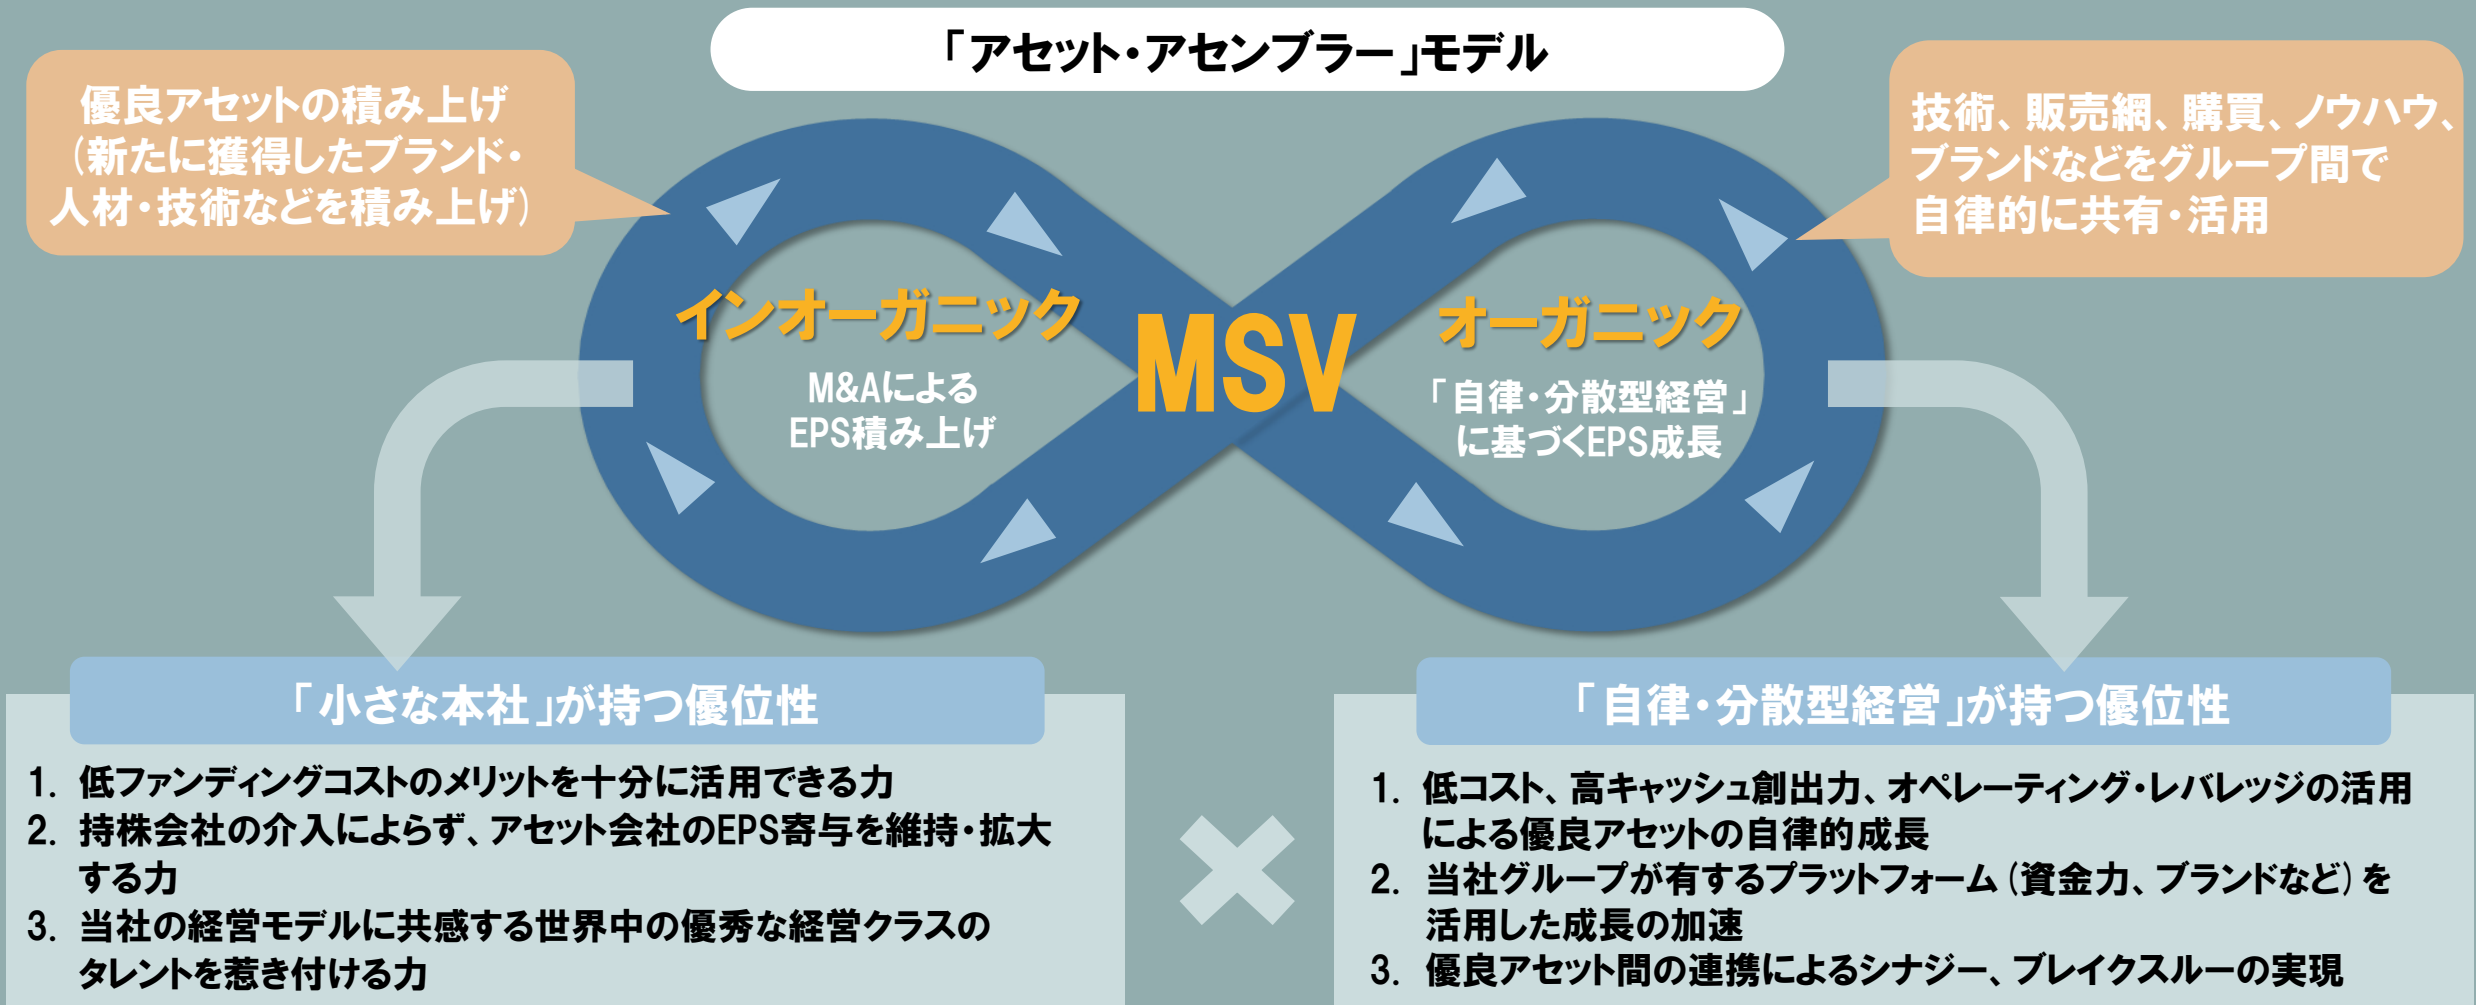 「アセット・アセンブラー」モデル
優良アセットの積み上げ
(新たに獲得したブランド・
人材・技術などを積み上げ)
技術、販売網、購買、ノウハウ、
ブランドなどをグループ間で
自律的に共有・活用
インオーガニック
M&Aによる
EPS積み上げ
MSV
オーガニック
「自律・分散型経営」
に基づくEPS成長
「小さな本社」が持つ優位性
1. 低ファンディングコストのメリットを十分に活用できる力
2. 持株会社の介入によらず、アセット会社のEPS寄与を維持・拡大
する力
3. 当社の経営モデルに共感する世界中の優秀な経営クラスの
タレントを惹き付ける力
「自律・分散型経営」が持つ優位性
1. 低コスト、高キャッシュ創出力、オペレーティング・レバレッジの活用
による優良アセットの自律的成長
2. 当社グループが有するプラットフォーム(資金力、ブランドなど)を
活用した成長の加速
3. 優良アセット間の連携によるシナジー、ブレイクスルーの実現